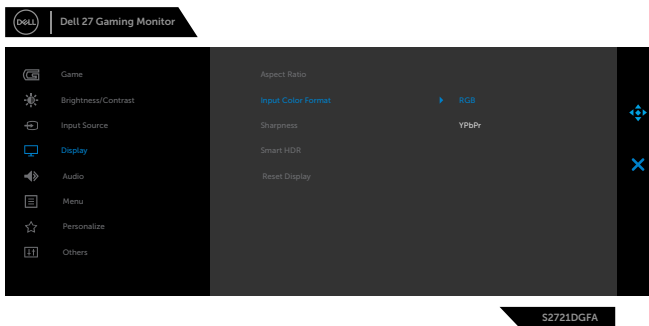 DELL
Dell 27 Gaming Monitor
Game
Aspect Ratio
Brightness/Contrast
Input Color Format
RGB
Input Source
Sharpness
YPbPr
Display
Smart HDR
Audio
Reset Display
Menu
Personalize
Others
S2721DGFA